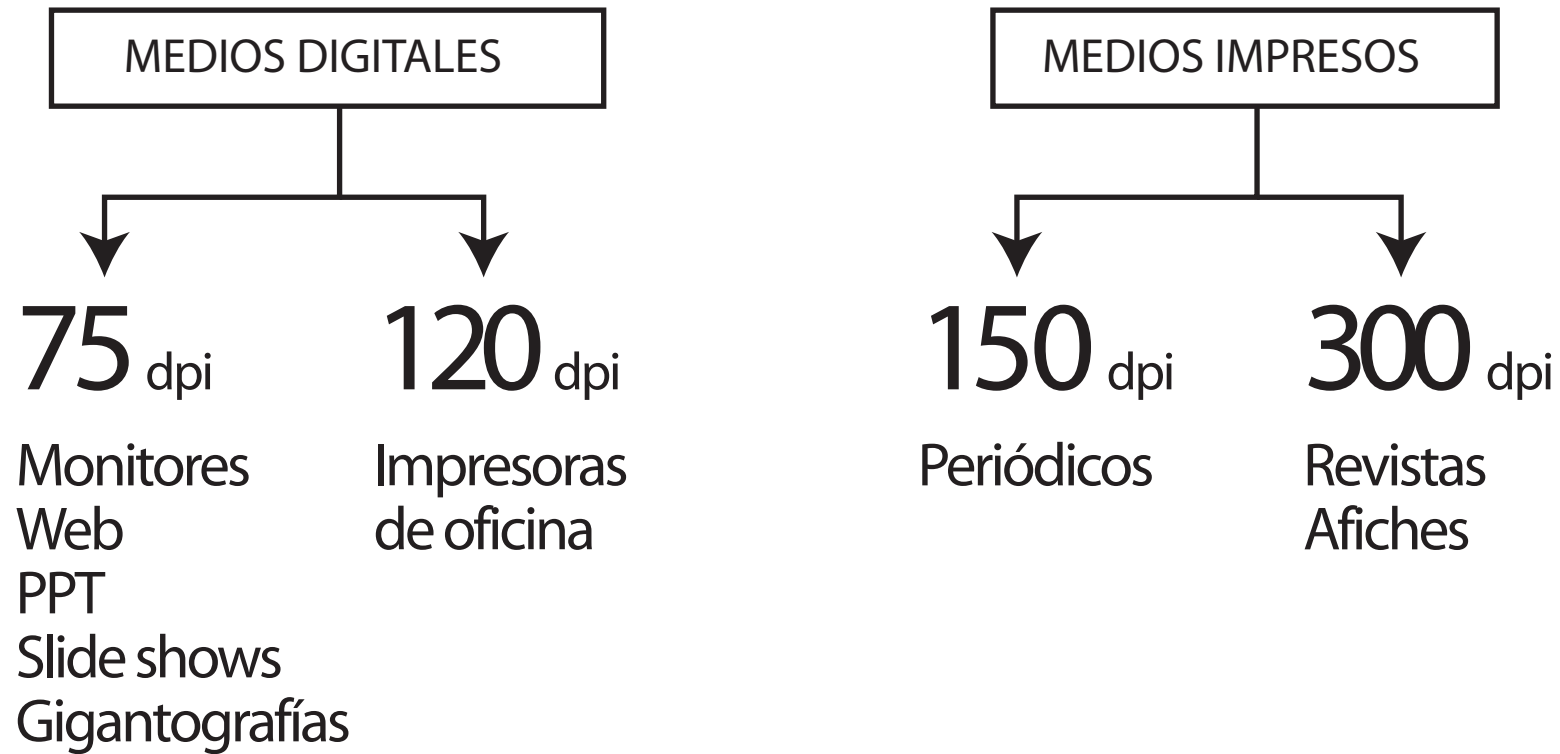 MEDIOS DIGITALES
75 dpi
Monitores
Web
PPT
Slide shows
Gigantografías
120 dpi
Impresoras
de oficina
MEDIOS IMPRESOS
150 dpi
Periódicos
300 dpi
Revistas
Afiches